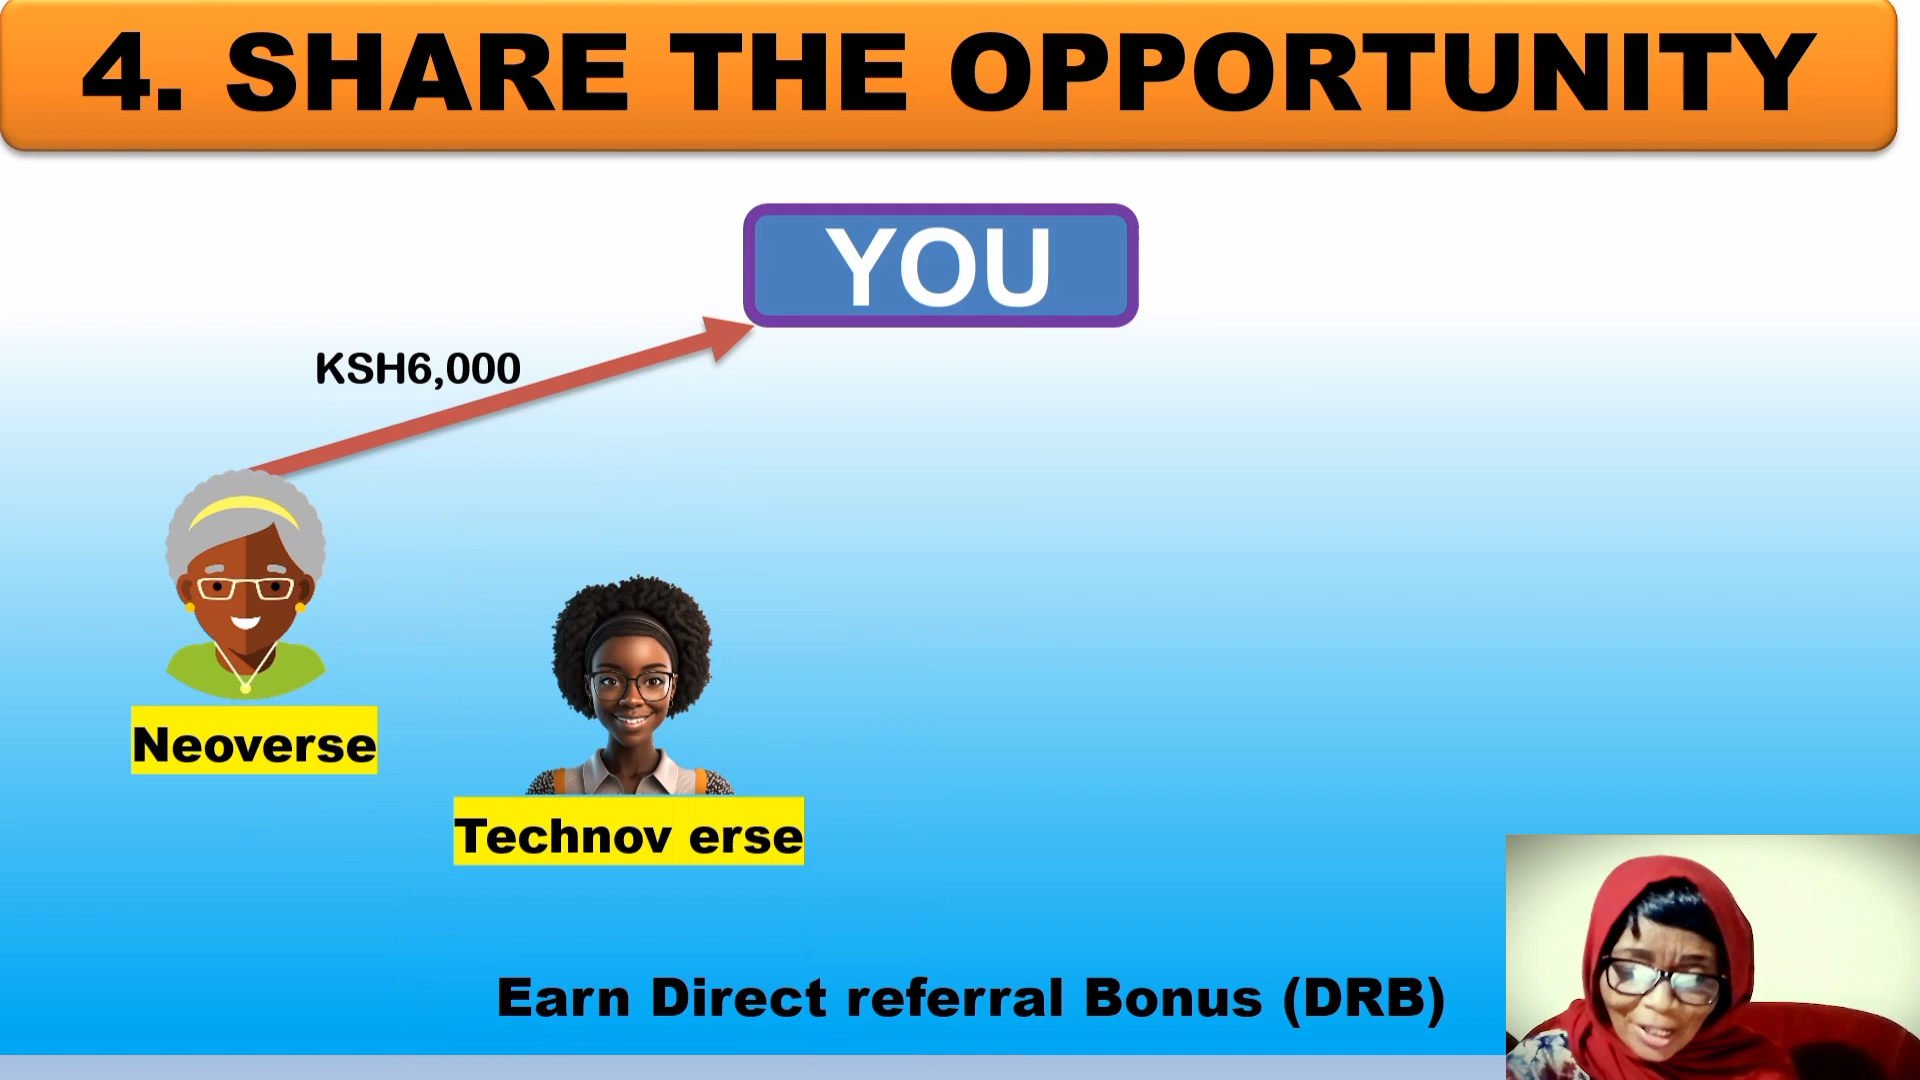 4. SHARE THE OPPORTUNITY
YOU
KSH6,000
Neoverse
Technov erse
Earn Direct referral Bonus (DRB)